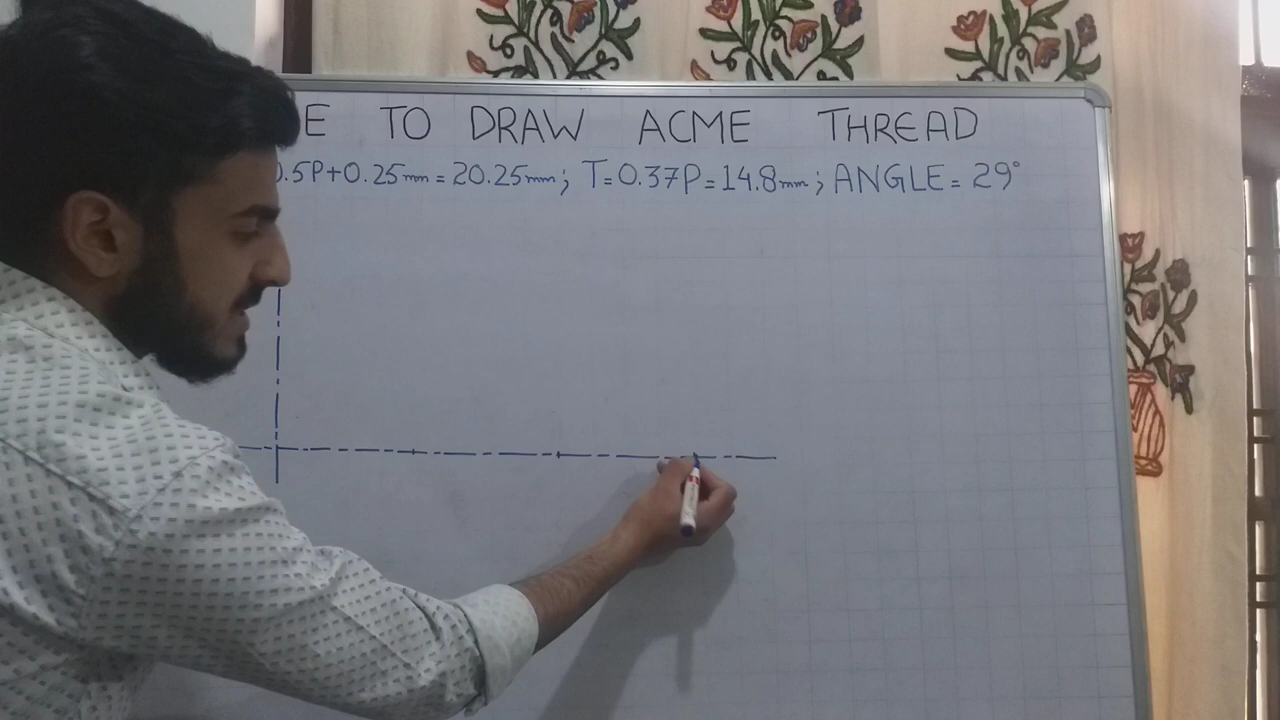 E TO DRAW ACME THREAD
.5P+0.25mm = 20.25mm; T=0.37P=14.8mm; ANGLE = 29°